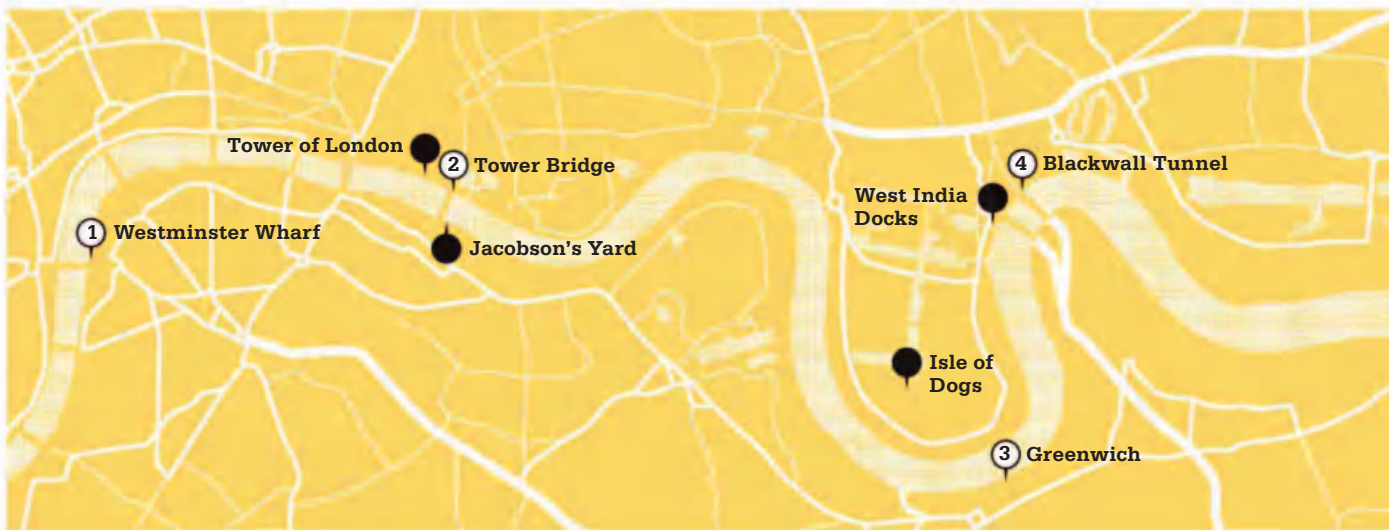 Tower of London
2 Tower Bridge
4 Blackwall Tunnel
West India
Docks
1 Westminster Wharf
Jacobson's Yard
Isle of
Dogs
3 Greenwich